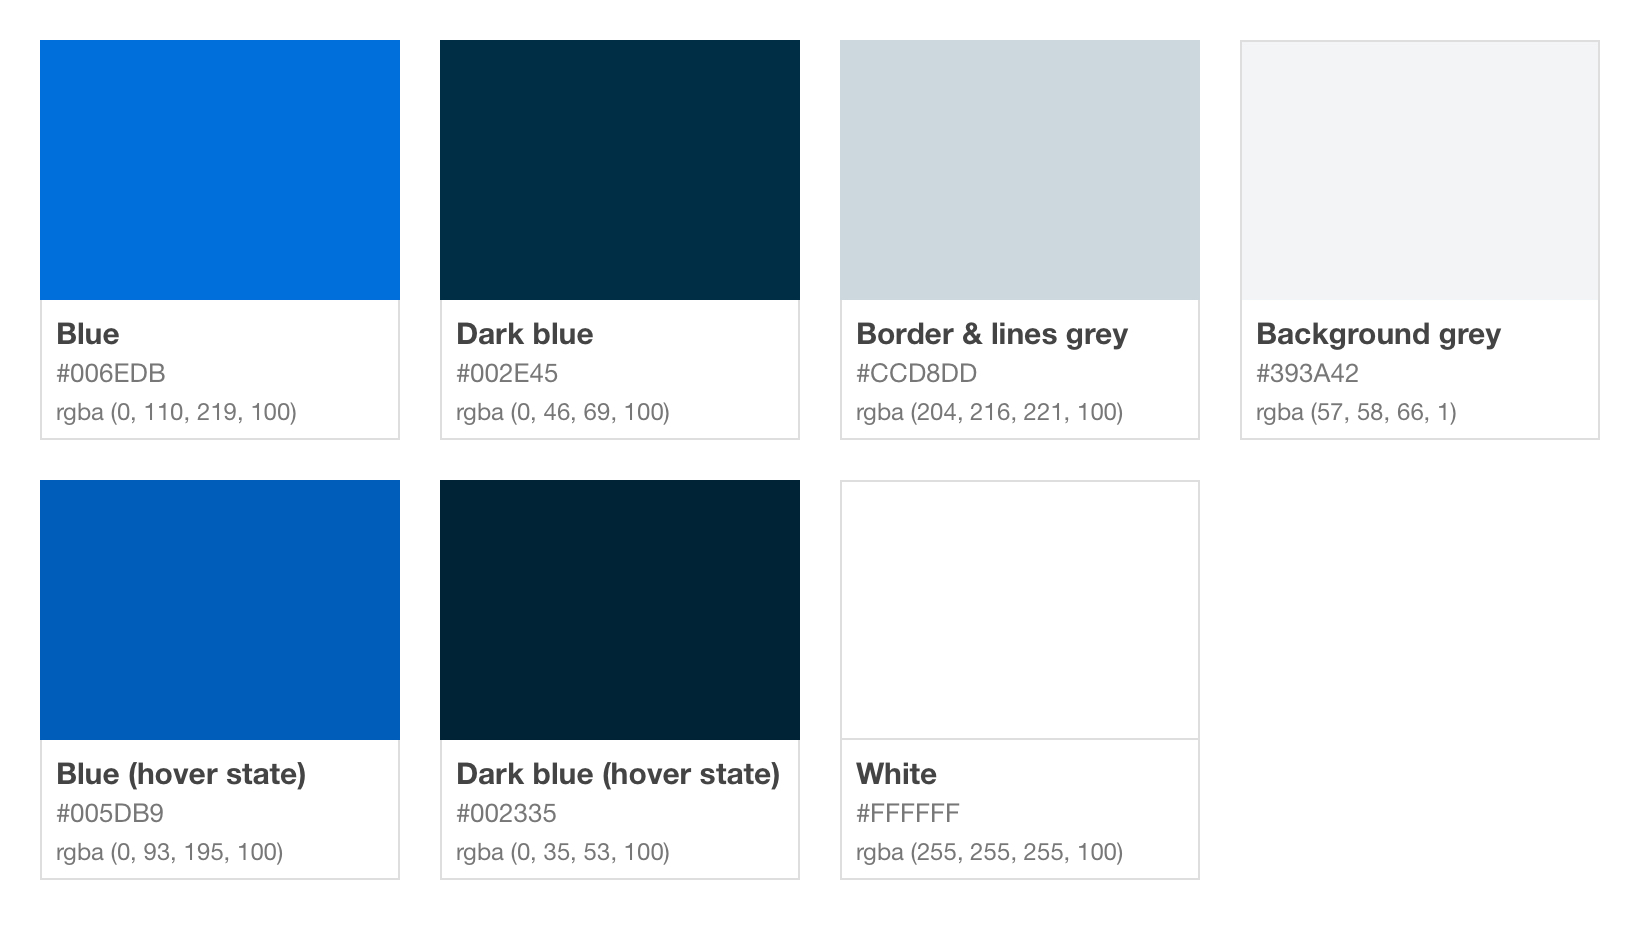 Blue
#006EDB
rgba (0, 110, 219, 100)
Dark blue
#002E45
rgba (0, 46, 69, 100)
Border & lines grey
#CCD8DD
rgba (204, 216, 221, 100)
Background grey
#393A42
rgba (57, 58, 66, 1)
Blue (hover state)
#005DB9
rgba (0, 93, 195, 100)
Dark blue (hover state)
#002335
rgba (0, 35, 53, 100)
White
#FFFFFF
rgba (255, 255, 255, 100)